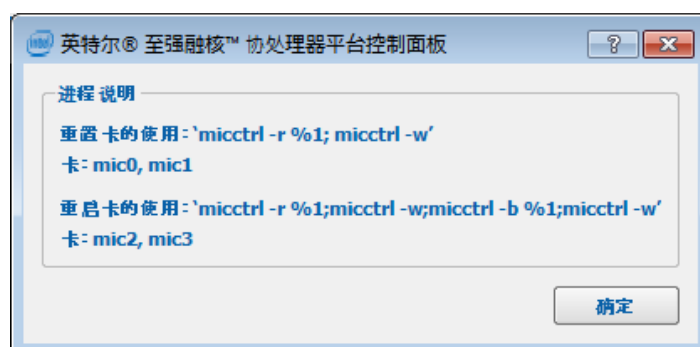 英特尔® 至强融核™ 协处理器平台控制面板
进程 说明
重置卡的使用:‘micctrl -r %1; micctrl -w’
卡: mic0, mic1
重启卡的使用:‘micctrl -r %1;micctrl -w;micctrl -b %1;micctrl -w’
卡: mic2, mic3
确定